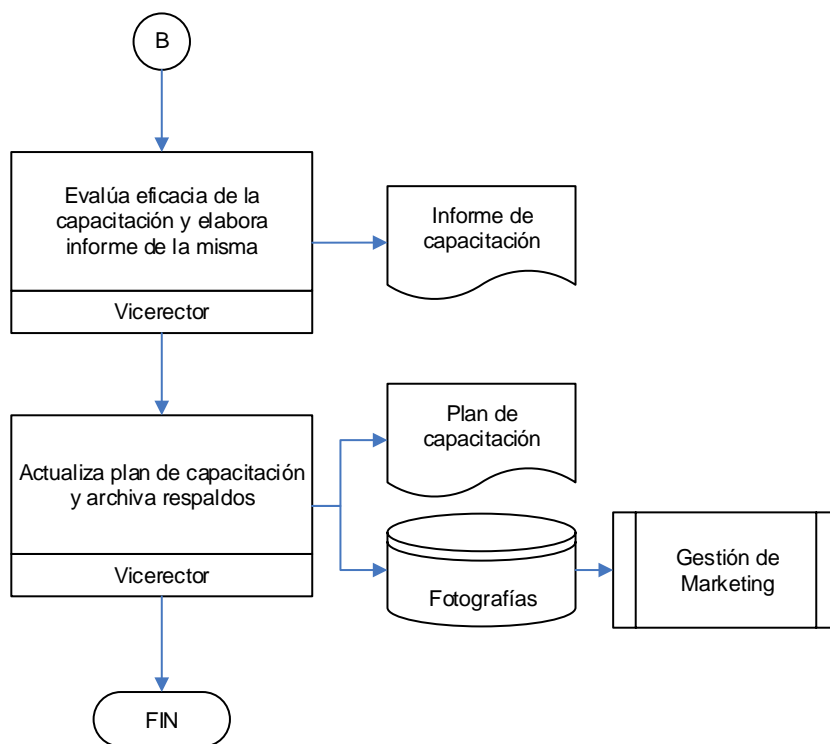 B
Evalúa eficacia de la
capacitación y elabora
informe de la misma
Vicerector
Informe de
capacitación
Actualiza plan de capacitación
y archiva respaldos
Vicerector
Plan de
capacitación
Fotografías
Gestión de
Marketing
FIN